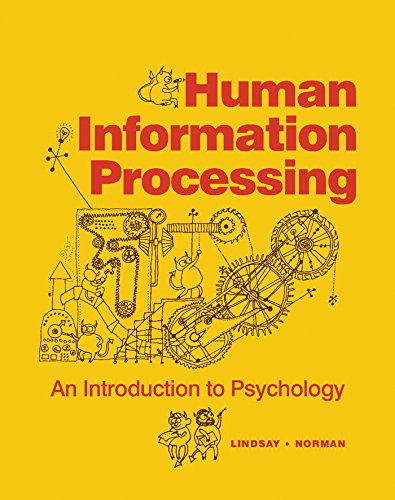 Human
Information
Processing
An Introduction to Psychology
LINDSAY • NORMAN